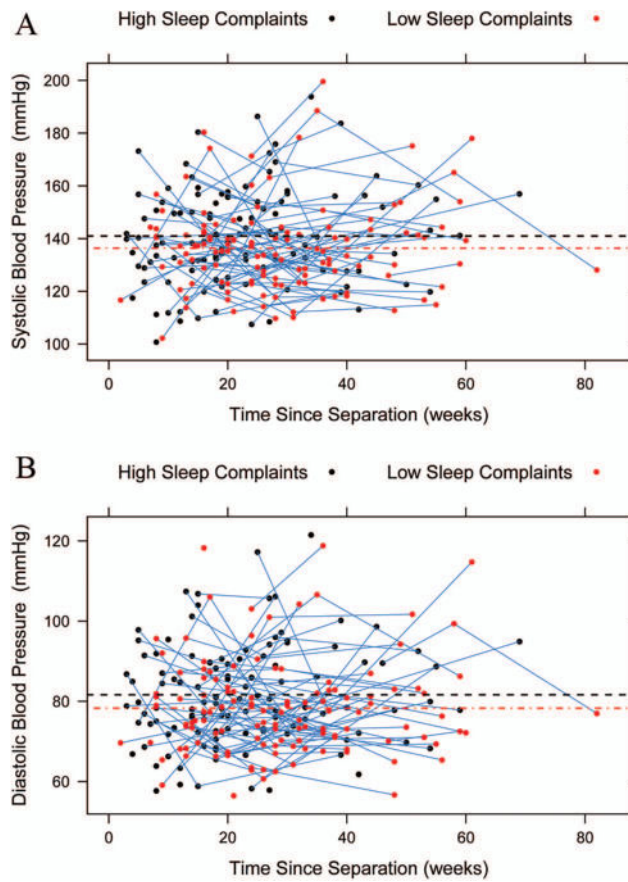 A
High Sleep Complaints
Low Sleep Complaints
200
180
160
140
120
100
Systolic Blood Pressure (mmHg)
0 20 40 60 80
Time Since Separation (weeks)
B
High Sleep Complaints
Low Sleep Complaints
120
100
80
60
Diastolic Blood Pressure (mmHg)
0 20 40 60 80
Time Since Separation (weeks)